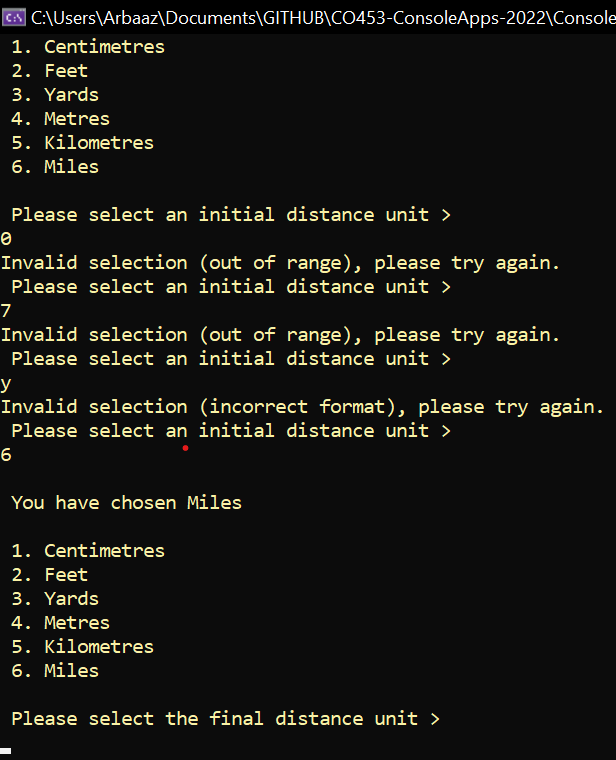 C:\ C:\Users\Arbaaz\Documents\GITHUB\CO453-ConsoleApps-2022\Console
1. Centimetres
2. Feet
3. Yards
4. Metres
5. Kilometres
6. Miles
Please select an initial distance unit >
0
Invalid selection (out of range), please try again.
Please select an initial distance unit >
7
Invalid selection (out of range), please try again.
Please select an initial distance unit >
y
Invalid selection (incorrect format), please try again.
Please select an initial distance unit >
6
You have chosen Miles
1. Centimetres
2. Feet
3. Yards
4. Metres
5. Kilometres
6. Miles
Please select the final distance unit >